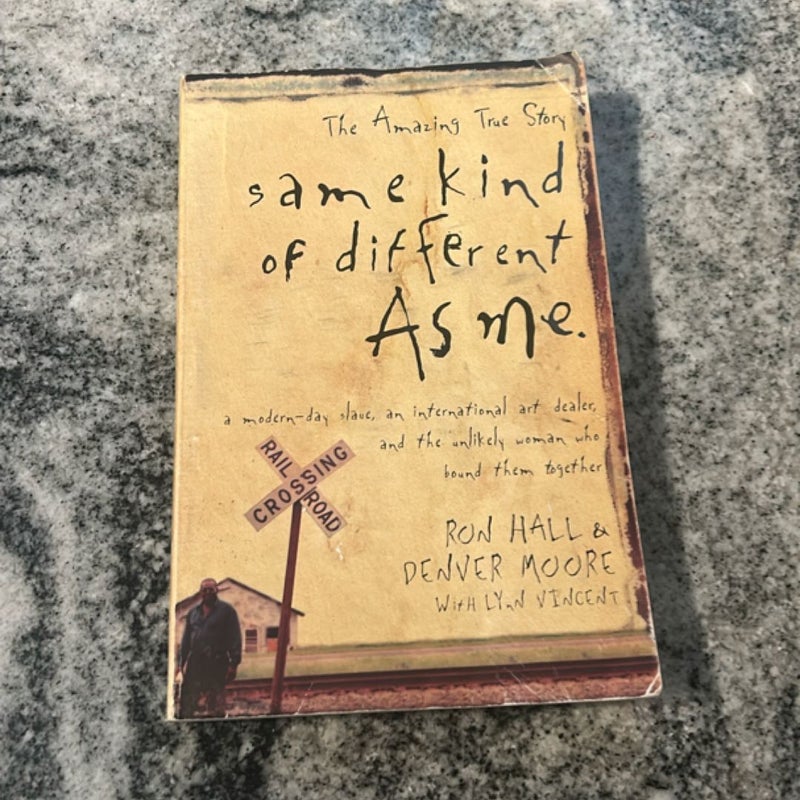 The Amazing True Story
same kind
of different
As me.
a modern-day slave, an international art dealer,
and the unlikely woman who
bound them together
RAIL ROAD
CROSSING
RON HALL &
DENVER MOORE
WITH LYNN VINCENT